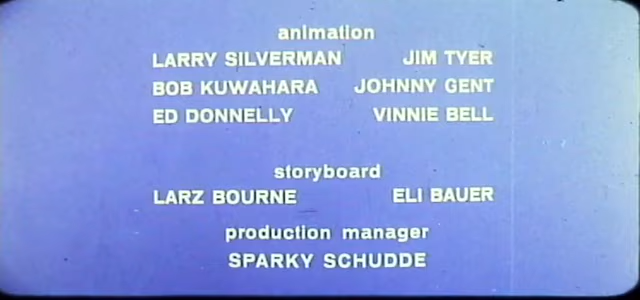 animation
LARRY SILVERMAN JIM TYER
BOB KUWAHARA JOHNNY GENT
ED DONNELLY VINNIE BELL
storyboard
LARZ BOURNE ELI BAUER
production manager
SPARKY SCHUDDE